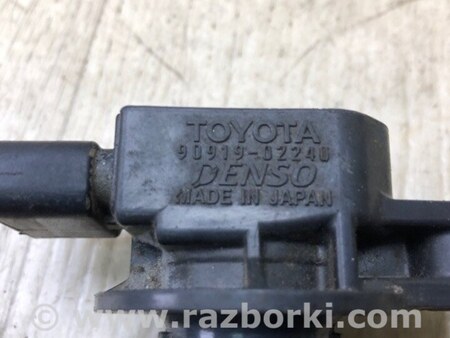 TOYOTA
90919-02240
DENSO
MADE IN JAPAN
© www.razborki.com